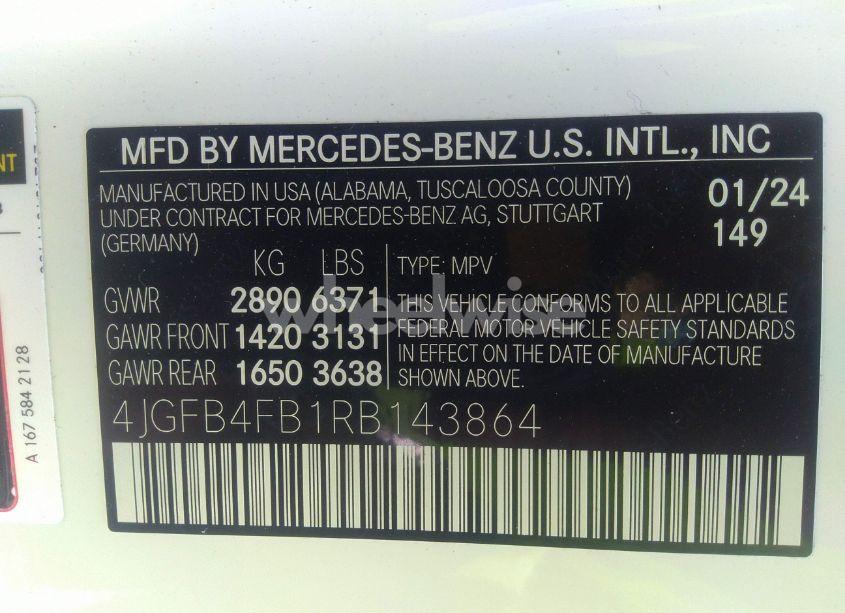 MFD BY MERCEDES-BENZ U.S. INTL., INC
MANUFACTURED IN USA (ALABAMA, TUSCALOOSA COUNTY)
UNDER CONTRACT FOR MERCEDES-BENZ AG, STUTTGART
(GERMANY)
01/24
149
KG LBS
GVWR 2890 6371
GAWR FRONT 1420 3131
GAWR REAR 1650 3638
TYPE: MPV
THIS VEHICLE CONFORMS TO ALL APPLICABLE
FEDERAL MOTOR VEHICLE SAFETY STANDARDS
IN EFFECT ON THE DATE OF MANUFACTURE
SHOWN ABOVE.
4JGFB4FB1RB143864
wheelwise
A 167 584 21 28
NT